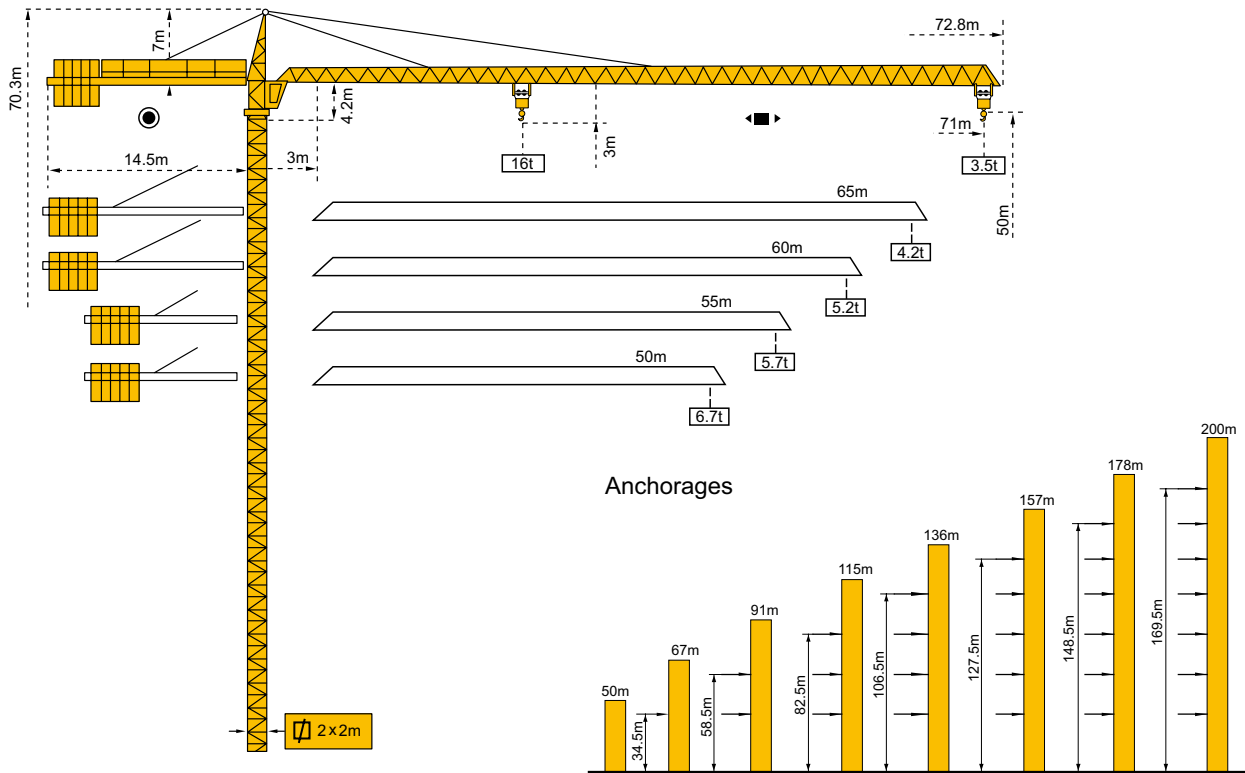 72.8m
7m
70.3m
4.2m
71m
3m
14.5m
3m
16t
3.5t
50m
65m
4.2t
60m
5.2t
55m
5.7t
50m
6.7t
Anchorages
2x2m
50m
67m
91m
115m
136m
157m
178m
200m
34.5m
58.5m
82.5m
106.5m
127.5m
148.5m
169.5m